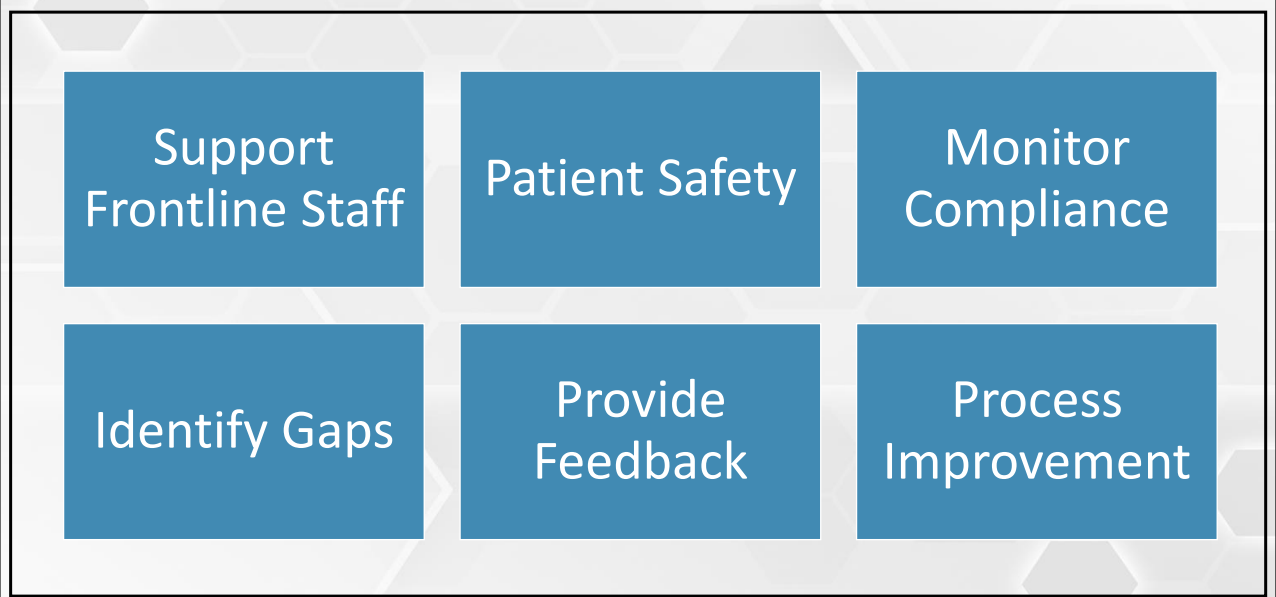 Support
Frontline Staff
Patient Safety
Monitor
Compliance
Identify Gaps
Provide
Feedback
Process
Improvement